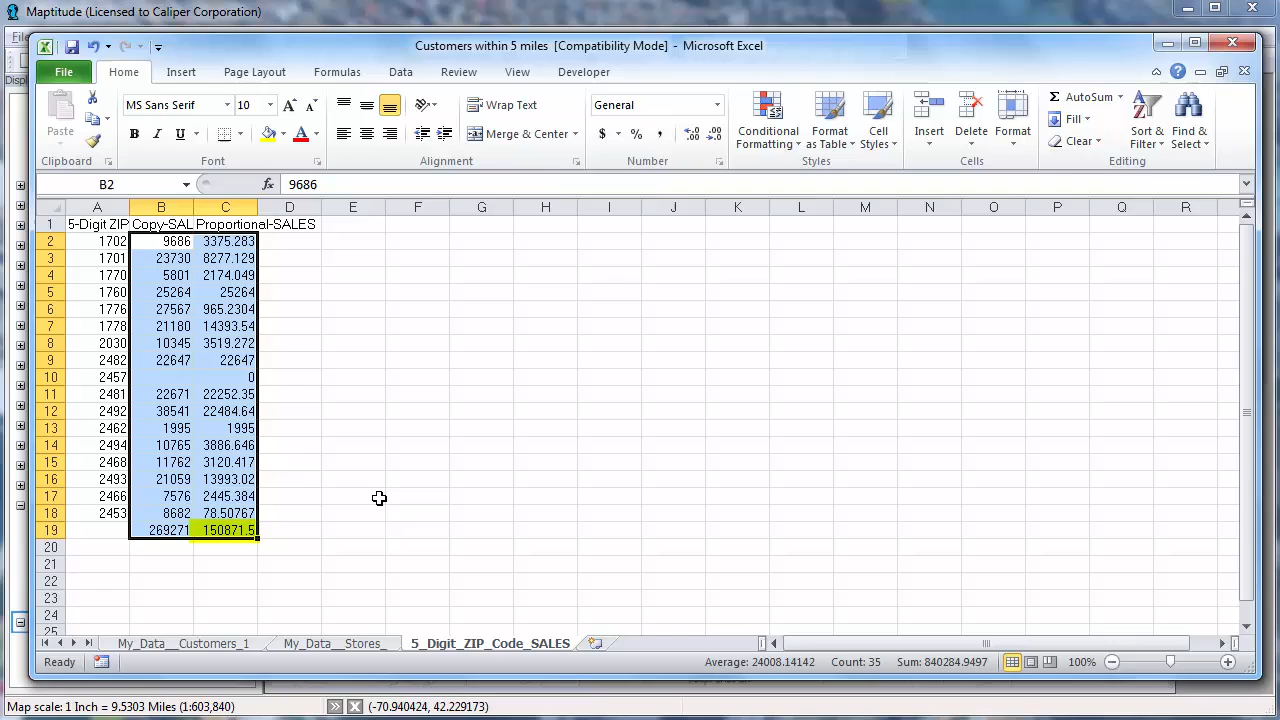 Maptitude (Licensed to Caliper Corporation)
Customers within 5 miles [Compatibility Mode] - Microsoft Excel
File Home Insert Page Layout Formulas Data Review View Developer
Paste
Clipboard
MS Sans Serif 10
B I U
Font
Wrap Text
Merge & Center
Alignment
General
$ % ,
Number
Conditional Formatting
Format as Table
Cell Styles
Styles
Insert
Delete
Format
Cells
Σ AutoSum
Fill
Clear
Sort & Filter
Find & Select
Editing
B2 fx 9686
A B C D E F G H I J K L M N O P Q R
1 5-Digit ZIP Copy-SAL Proportional-SALES
2 1702 9686 3375.283
3 1701 23730 8277.129
4 1770 5801 2174.049
5 1760 25264 25264
6 1776 27567 965.2304
7 1778 21180 14393.54
8 2030 10345 3519.272
9 2482 22647 22647
10 2457 0
11 2481 22671 22252.35
12 2492 38541 22484.64
13 2462 1995 1995
14 2494 10765 3886.646
15 2468 11762 3120.417
16 2493 21059 13993.02
17 2466 7576 2445.384
18 2453 8682 78.50767
19 269271 150871.5
20
21
22
23
24
25
My_Data__Customers_1 My_Data__Stores_ 5_Digit_ZIP_Code_SALES
Ready Average: 24008.14142 Count: 35 Sum: 840284.9497 100%
Map scale: 1 Inch = 9.5303 Miles (1:603,840) (-70.940424, 42.229173)